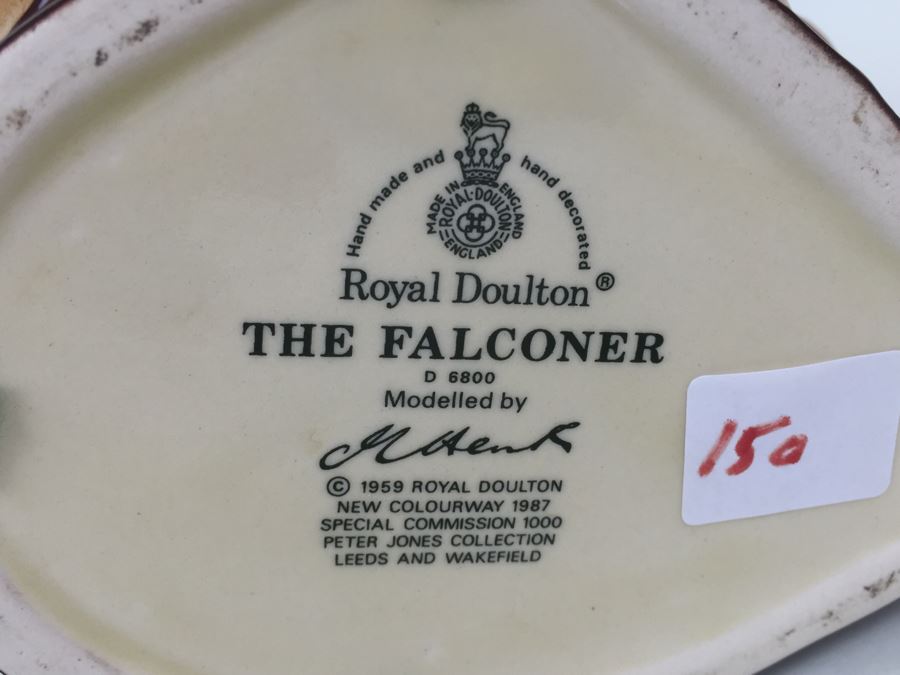 Hand made and hand decorated
MADE IN ENGLAND
ROYAL·DOULTON
ENGLAND
Royal Doulton®
THE FALCONER
D 6800
Modelled by
M Henk
© 1959 ROYAL DOULTON
NEW COLOURWAY 1987
SPECIAL COMMISSION 1000
PETER JONES COLLECTION
LEEDS AND WAKEFIELD
150